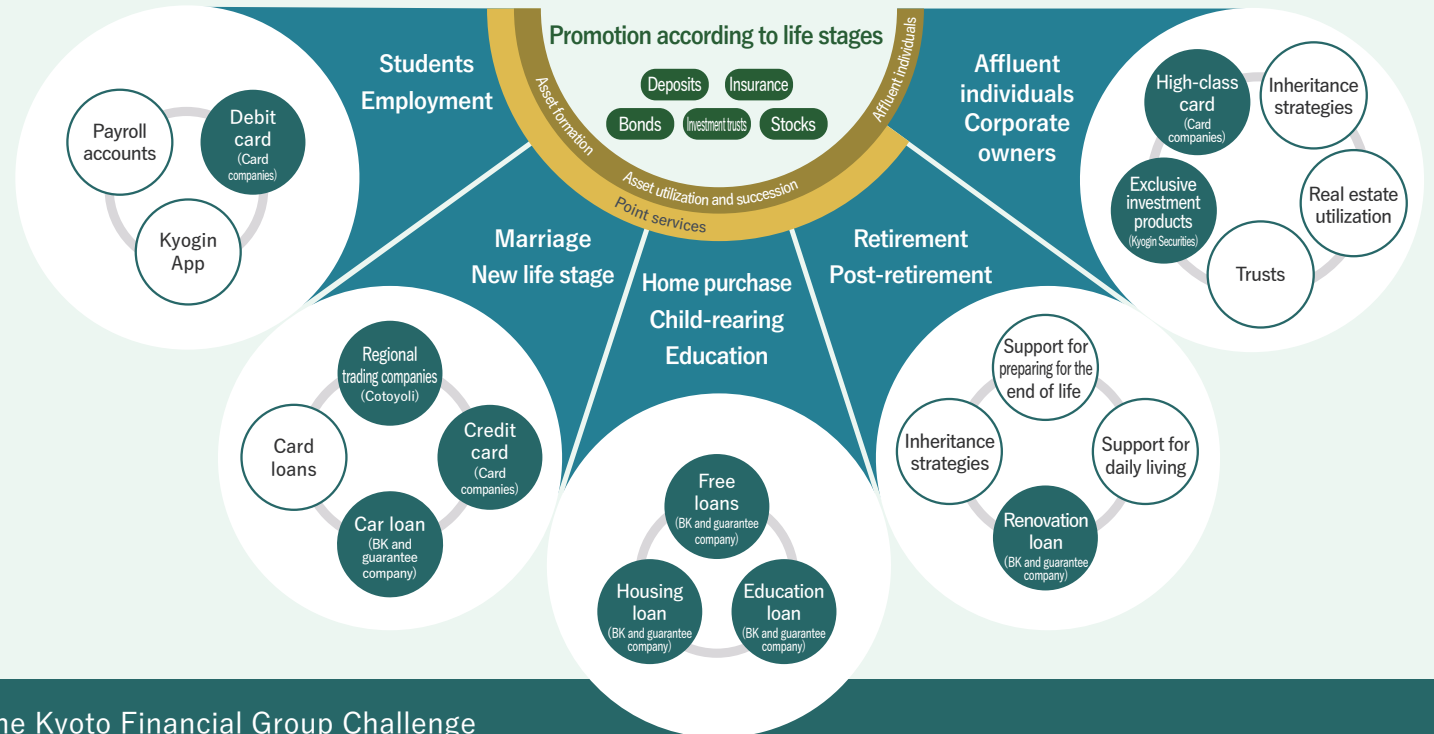 Promotion according to life stages
Deposits
Insurance
Bonds
Investment trusts
Stocks
Asset formation
Asset utilization and succession
Affluent individuals
Point services
Students
Employment
Payroll
accounts
Debit
card
(Card
companies)
Kyogin
App
Marriage
New life stage
Regional
trading companies
(Cotoyoli)
Card
loans
Credit
card
(Card
companies)
Car loan
(BK and
guarantee
company)
Home purchase
Child-rearing
Education
Free
loans
(BK and guarantee
company)
Housing
loan
(BK and guarantee
company)
Education
loan
(BK and guarantee
company)
Retirement
Post-retirement
Support for
preparing for the
end of life
Inheritance
strategies
Support for
daily living
Renovation
loan
(BK and guarantee
company)
Affluent
individuals
Corporate
owners
High-class
card
(Card
companies)
Inheritance
strategies
Exclusive
investment
products
(Kyogin Securities)
Real estate
utilization
Trusts
he Kyoto Financial Group Challenge